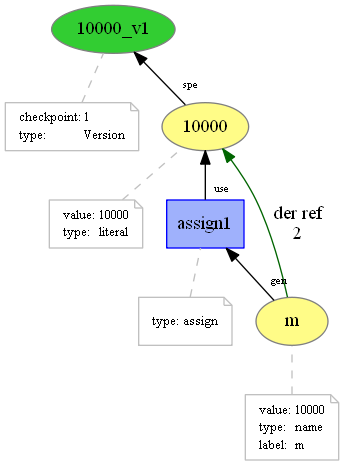 10000_v1
spe
checkpoint: 1
type: Version
10000
value: 10000
type: literal
use
assign1
der ref
2
gen
type: assign
m
value: 10000
type: name
label: m